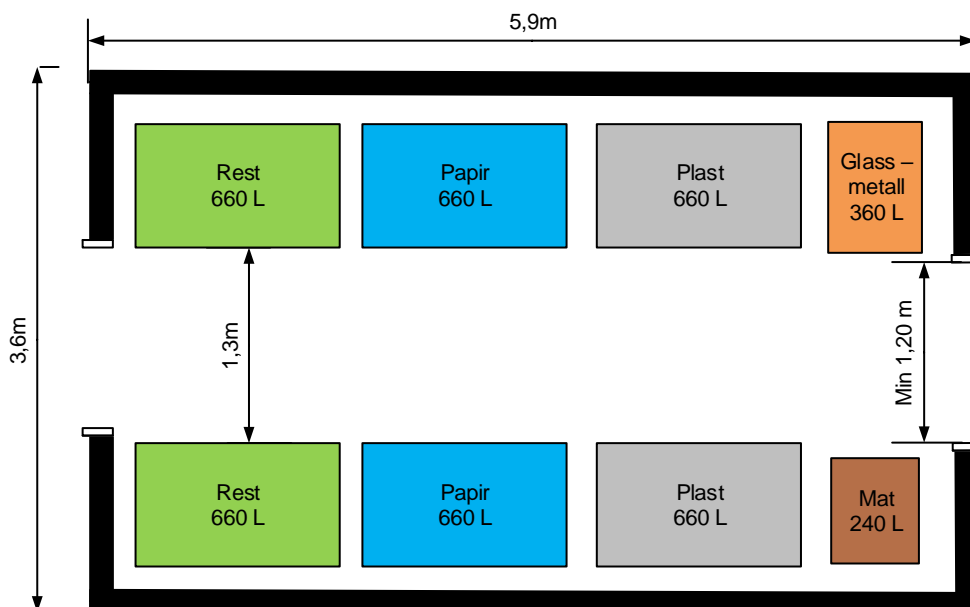 5,9m
Rest
660 L
Papir
660 L
Plast
660 L
Glass –
metall
360 L
3,6m
1,3m
Min 1,20 m
Rest
660 L
Papir
660 L
Plast
660 L
Mat
240 L